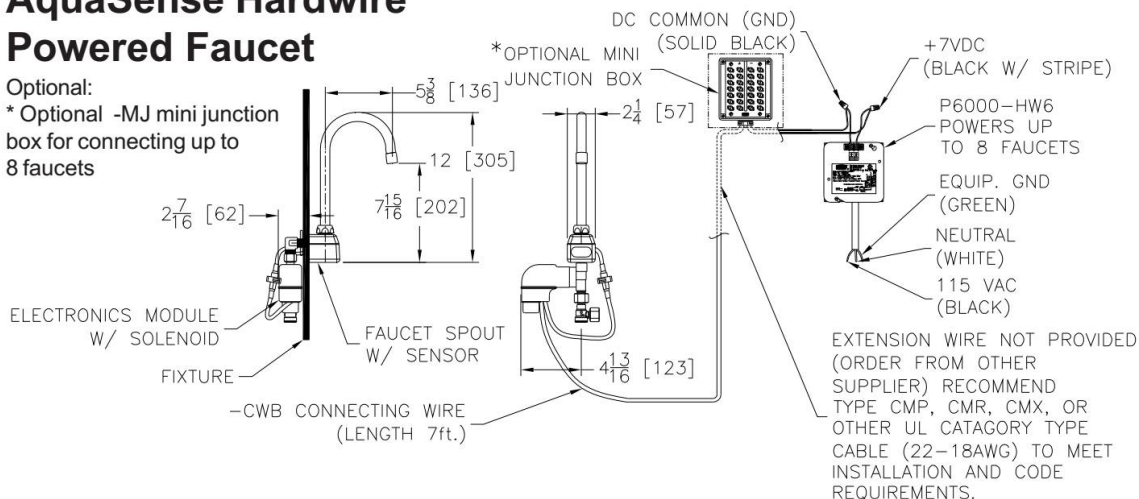 AquaSense Hardwire
Powered Faucet
Optional:
* Optional -MJ mini junction
box for connecting up to
8 faucets
5 3/8 [136]
12 [305]
7 15/16 [202]
2 7/16 [62]
ELECTRONICS MODULE
W/ SOLENOID
FIXTURE
FAUCET SPOUT
W/ SENSOR
-CWB CONNECTING WIRE
(LENGTH 7ft.)
*OPTIONAL MINI
JUNCTION BOX
2 1/4 [57]
4 13/16 [123]
DC COMMON (GND)
(SOLID BLACK)
+7VDC
(BLACK W/ STRIPE)
P6000-HW6
POWERS UP
TO 8 FAUCETS
EQUIP. GND
(GREEN)
NEUTRAL
(WHITE)
115 VAC
(BLACK)
EXTENSION WIRE NOT PROVIDED
(ORDER FROM OTHER
SUPPLIER) RECOMMEND
TYPE CMP, CMR, CMX, OR
OTHER UL CATAGORY TYPE
CABLE (22-18AWG) TO MEET
INSTALLATION AND CODE
REQUIREMENTS.